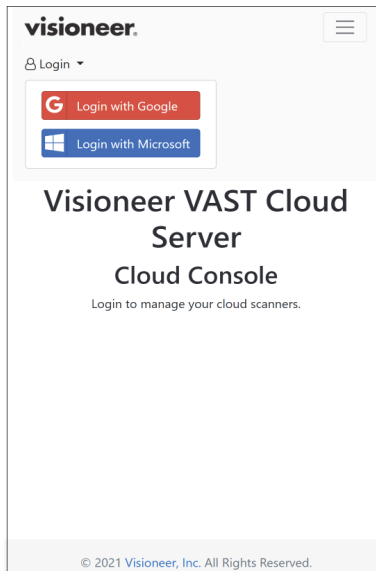 visioneer.
Login
Login with Google
Login with Microsoft
Visioneer VAST Cloud
Server
Cloud Console
Login to manage your cloud scanners.
© 2021 Visioneer, Inc. All Rights Reserved.